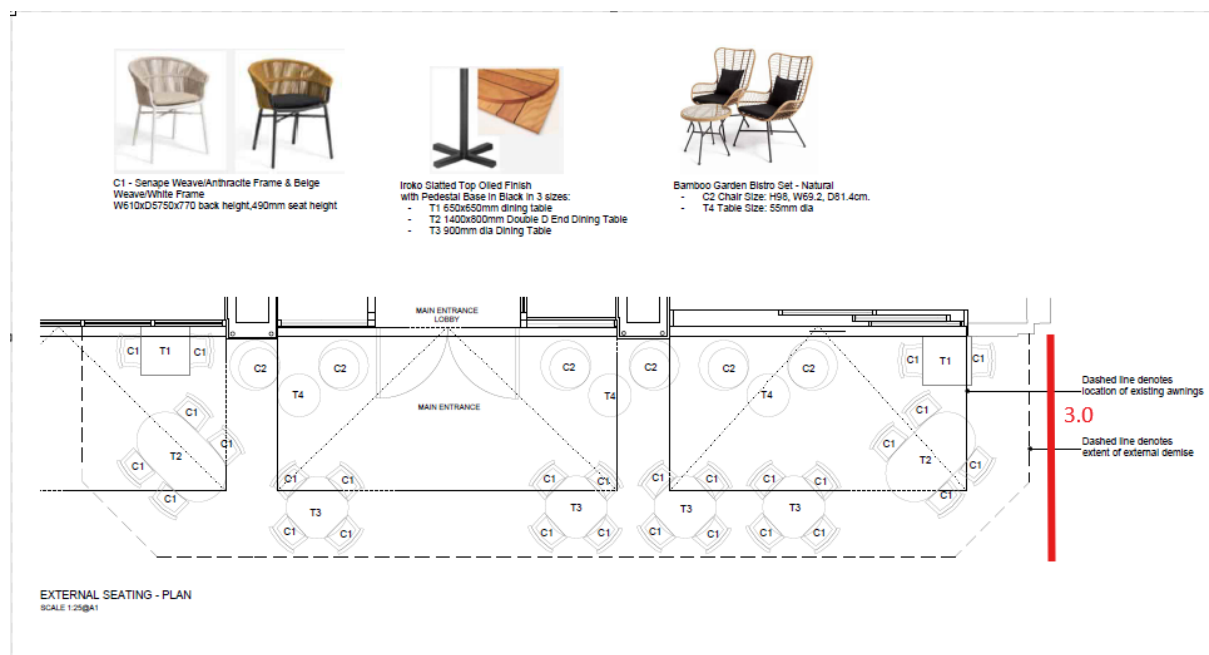 C1 - Senape Weave/Anthracite Frame & Beige
Weave/White Frame
W610xD5750x770 back height,490mm seat height
Iroko Slatted Top Oiled Finish
with Pedestal Base in Black in 3 sizes:
- T1 650x650mm dining table
- T2 1400x800mm Double D End Dining Table
- T3 900mm dia Dining Table
Bamboo Garden Bistro Set - Natural
- C2 Chair Size: H98, W69.2, D81.4cm.
- T4 Table Size: 55mm dia
MAIN ENTRANCE
LOBBY
C1 T1 C1
C2 C2 C2 C2 C2 C2
C1 T1 C1
T4 T4 T4
MAIN ENTRANCE
Dashed line denotes
location of existing awnings
3.0
Dashed line denotes
extent of external demise
C1 C1 C1 T2 C1
C1 C1 C1 T2 C1
C1 C1 T3 C1 C1
C1 C1 T3 C1 C1
C1 C1 T3 C1 C1
C1 C1 T3 C1 C1
EXTERNAL SEATING - PLAN
SCALE 1:25@A1